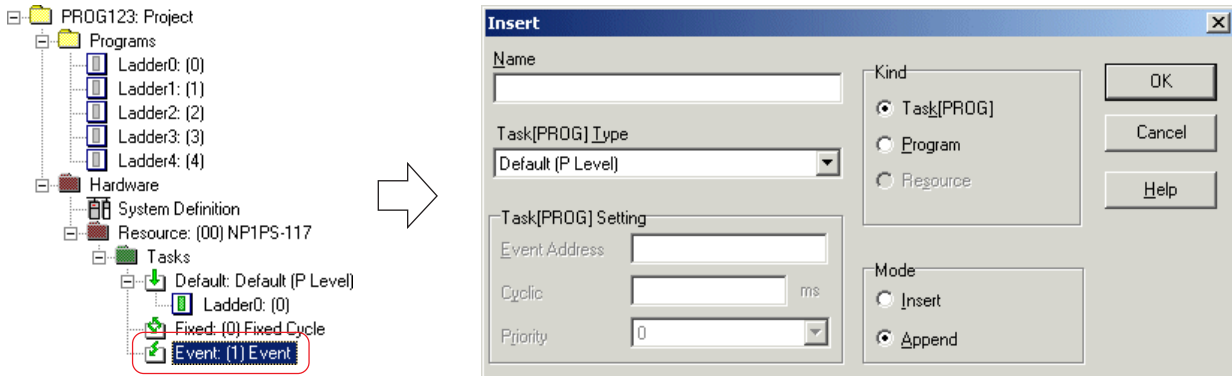 PROG123: Project
Programs
Ladder0: (0)
Ladder1: (1)
Ladder2: (2)
Ladder3: (3)
Ladder4: (4)
Hardware
System Definition
Resource: (00) NP1PS-117
Tasks
Default: Default (P Level)
Ladder0: (0)
Fixed: (0) Fixed Cycle
Event: (1) Event
Insert
Name
Task[PROG] Type
Default (P Level)
Task[PROG] Setting
Event Address
Cyclic ms
Priority 0
Kind
Task[PROG]
Program
Resource
Mode
Insert
Append
OK
Cancel
Help